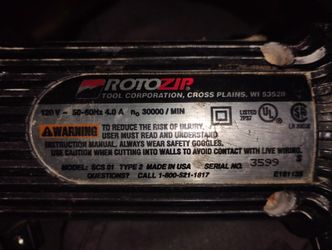 ROTOZIP
TOOL CORPORATION, CROSS PLAINS, WI 53528
120 V ~ 50-60Hz 4.0 A n₀ 30000 / MIN
LISTED
7P37
UL
WARNING
TO REDUCE THE RISK OF INJURY,
USER MUST READ AND UNDERSTAND
INSTRUCTION MANUAL. ALWAYS WEAR SAFETY GOGGLES.
USE CAUTION WHEN CUTTING INTO WALLS TO AVOID CONTACT WITH LIVE WIRING.
MODEL: SCS 01 TYPE 2 MADE IN USA SERIAL NO. 3599 S
QUESTIONS? CALL 1-800-521-1817